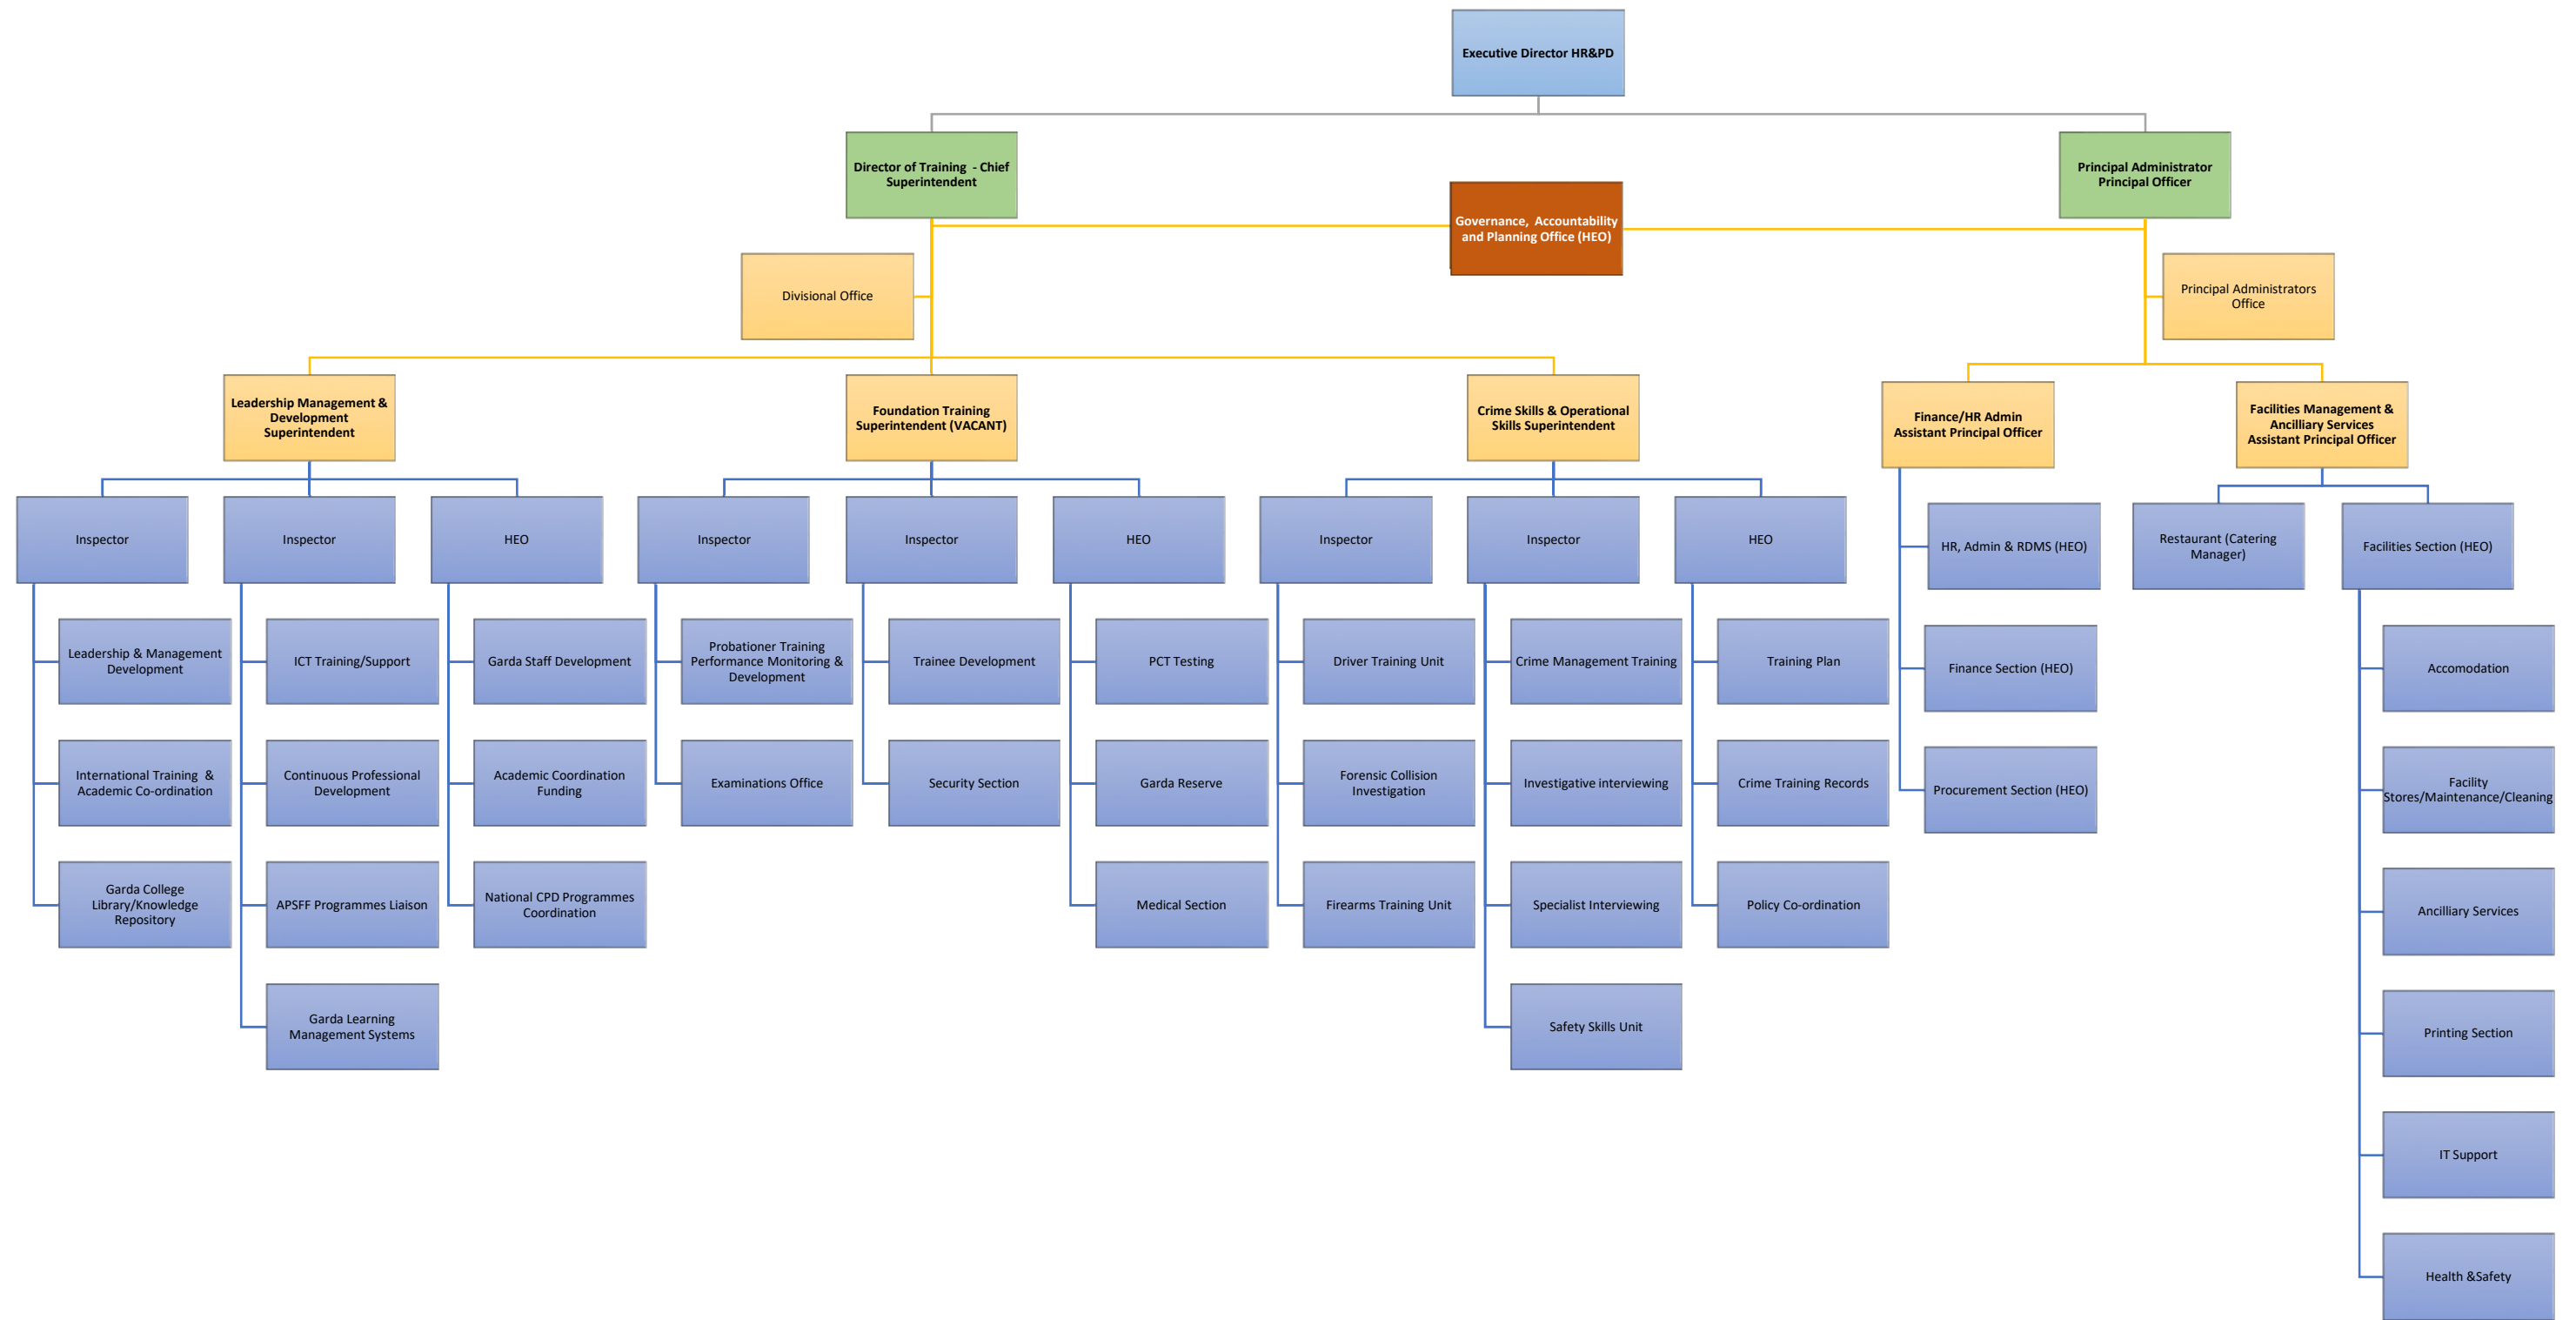 Executive Director HR&PD
Director of Training  - Chief
Superintendent
Principal Administrator
Principal Officer
Governance,  Accountability
and Planning Office (HEO)
Divisional Office
Principal Administrators
Office
Leadership Management &
Development
Superintendent
Foundation Training
Superintendent (VACANT)
Crime Skills & Operational
Skills Superintendent
Finance/HR Admin
Assistant Principal Officer
Facilities Management &
Ancilliary Services
Assistant Principal Officer
Inspector
Inspector
HEO
Inspector
Inspector
HEO
Inspector
Inspector
HEO
HR, Admin & RDMS (HEO)
Restaurant (Catering
Manager)
Facilities Section (HEO)
Leadership & Management
Development
ICT Training/Support
Garda Staff Development
Probationer Training
Performance Monitoring &
Development
Trainee Development
PCT Testing
Driver Training Unit
Crime Management Training
Training Plan
Finance Section (HEO)
Accomodation
International Training  &
Academic Co-ordination
Continuous Professional
Development
Academic Coordination
Funding
Examinations Office
Security Section
Garda Reserve
Forensic Collision
Investigation
Investigative interviewing
Crime Training Records
Procurement Section (HEO)
Facility
Stores/Maintenance/Cleaning
Garda College
Library/Knowledge
Repository
APSFF Programmes Liaison
National CPD Programmes
Coordination
Medical Section
Firearms Training Unit
Specialist Interviewing
Policy Co-ordination
Ancilliary Services
Garda Learning
Management Systems
Safety Skills Unit
Printing Section
IT Support
Health &Safety